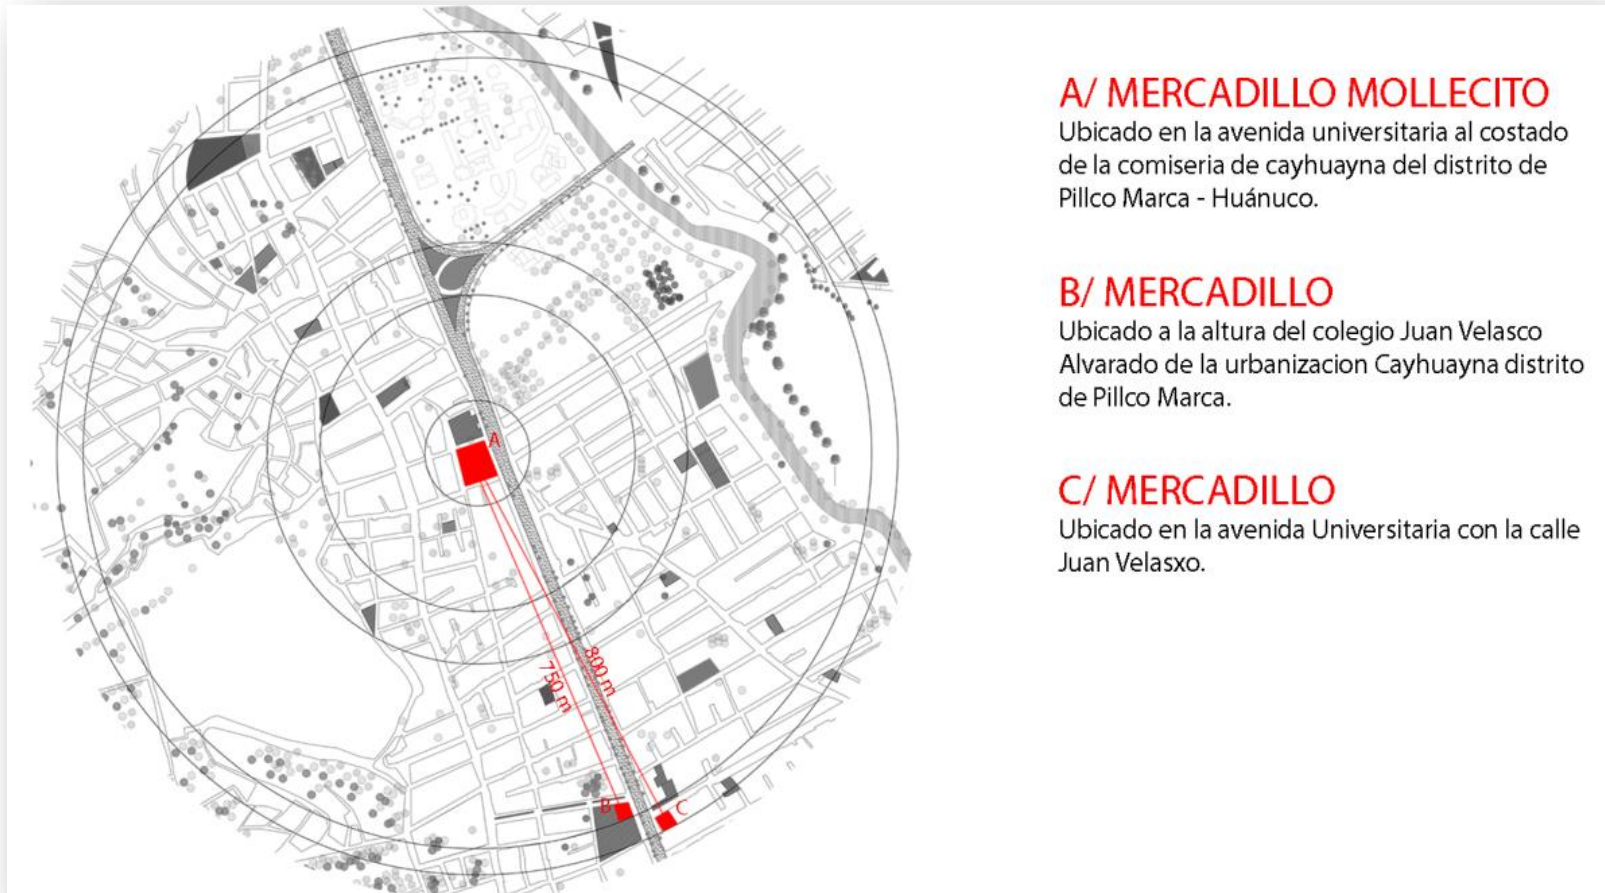 A/ MERCADILLO MOLLECITO
Ubicado en la avenida universitaria al costado
de la comiseria de cayhuayna del distrito de
Pillco Marca - Huánuco.
B/ MERCADILLO
Ubicado a la altura del colegio Juan Velasco
Alvarado de la urbanizacion Cayhuayna distrito
de Pillco Marca.
C/ MERCADILLO
Ubicado en la avenida Universitaria con la calle
Juan Velasxo.
A
800 m
750 m
B
C